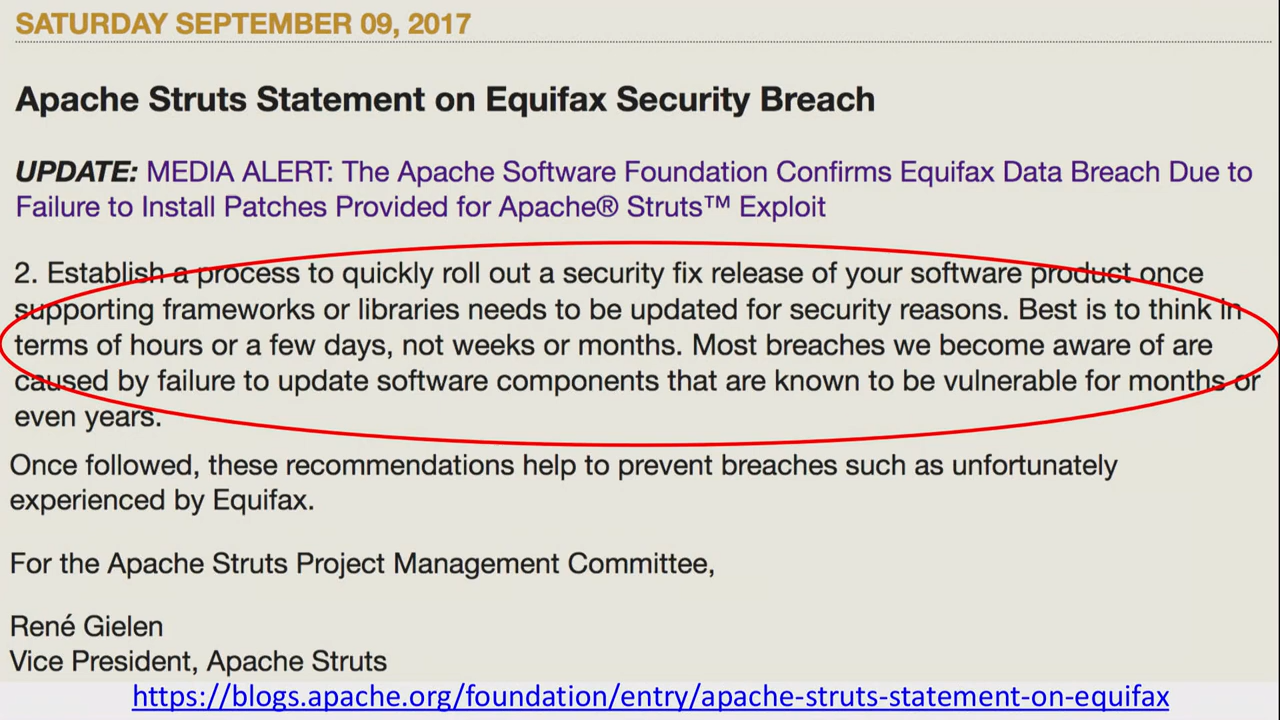 SATURDAY SEPTEMBER 09, 2017
Apache Struts Statement on Equifax Security Breach
UPDATE: MEDIA ALERT: The Apache Software Foundation Confirms Equifax Data Breach Due to
Failure to Install Patches Provided for Apache® Struts™ Exploit
2. Establish a process to quickly roll out a security fix release of your software product once
supporting frameworks or libraries needs to be updated for security reasons. Best is to think in
terms of hours or a few days, not weeks or months. Most breaches we become aware of are
caused by failure to update software components that are known to be vulnerable for months or
even years.
Once followed, these recommendations help to prevent breaches such as unfortunately
experienced by Equifax.
For the Apache Struts Project Management Committee,
René Gielen
Vice President, Apache Struts
https://blogs.apache.org/foundation/entry/apache-struts-statement-on-equifax